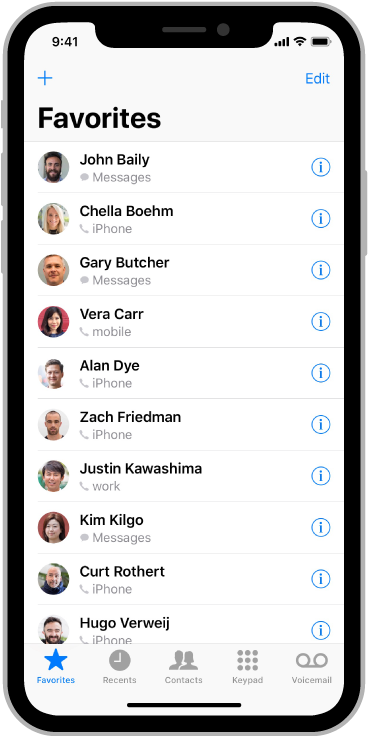 9:41
+ Edit
Favorites
John Baily
Messages
Chella Boehm
iPhone
Gary Butcher
Messages
Vera Carr
mobile
Alan Dye
iPhone
Zach Friedman
iPhone
Justin Kawashima
work
Kim Kilgo
Messages
Curt Rothert
iPhone
Hugo Verweij
iPhone
Favorites Recents Contacts Keypad Voicemail